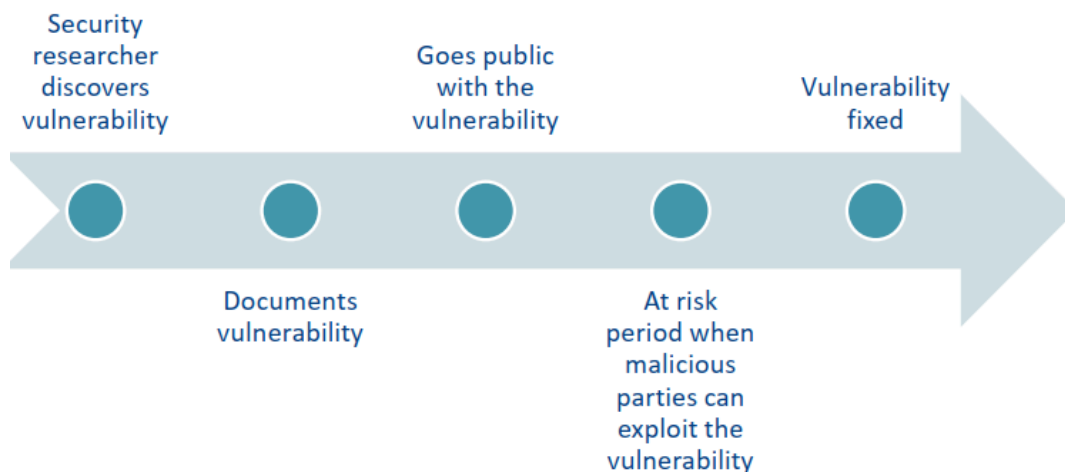 Security
researcher
discovers
vulnerability
Documents
vulnerability
Goes public
with the
vulnerability
At risk
period when
malicious
parties can
exploit the
vulnerability
Vulnerability
fixed